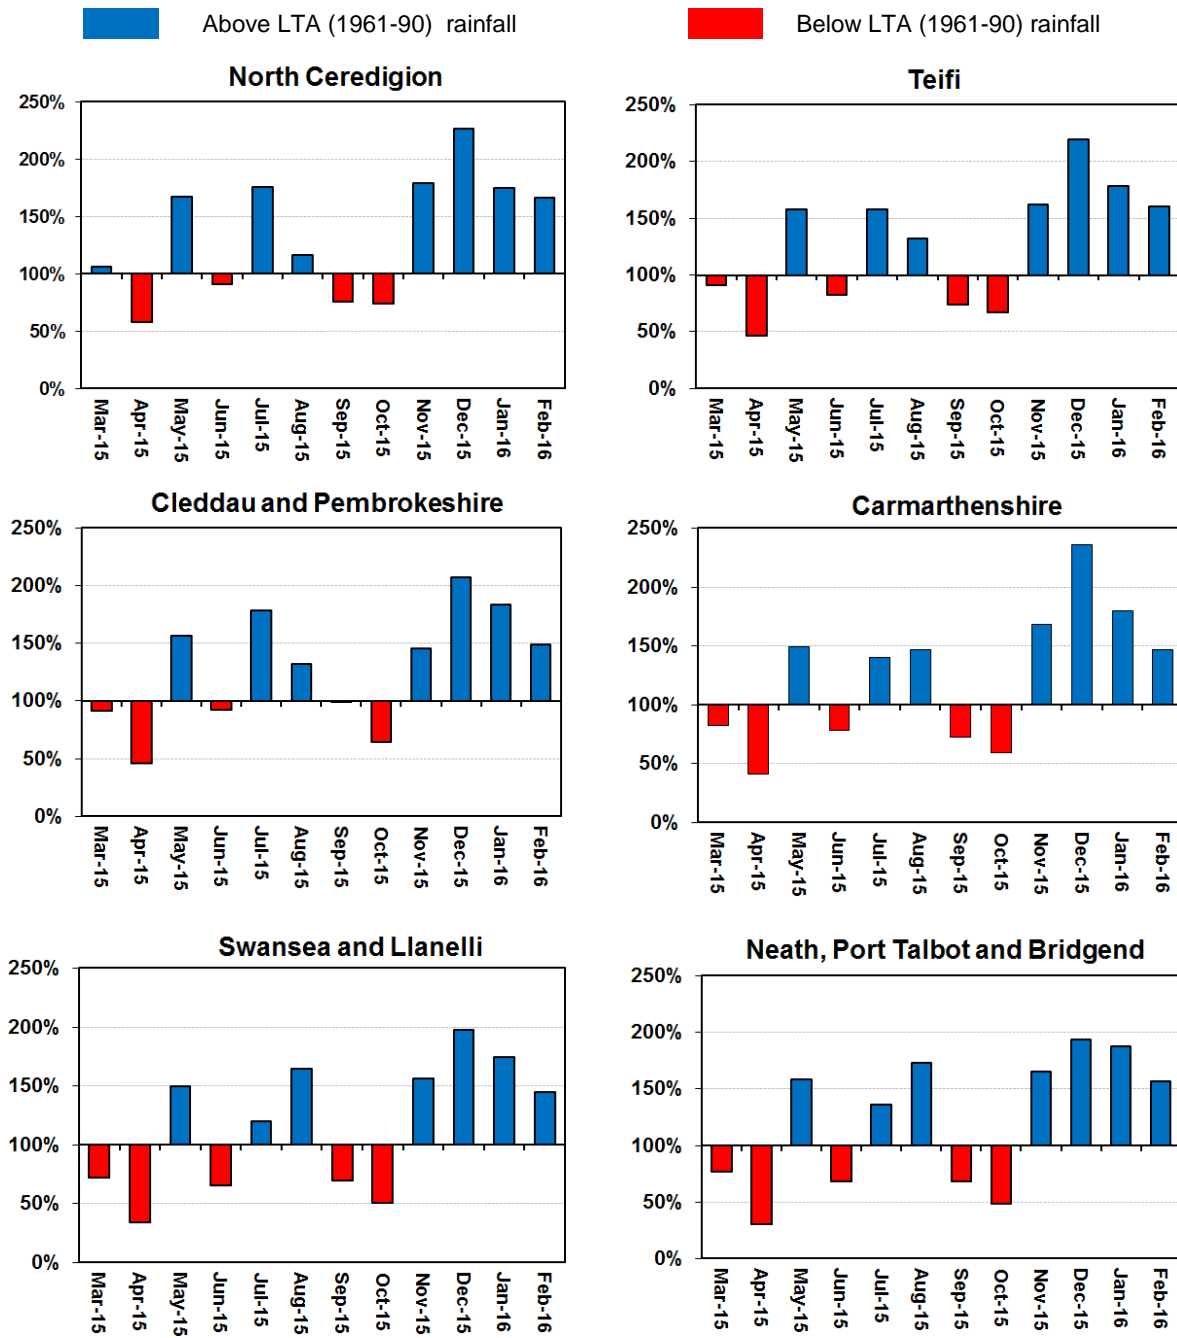 Above LTA (1961-90) rainfall
Below LTA (1961-90) rainfall
North Ceredigion
250%
200%
150%
100%
50%
0%
Mar-15
Apr-15
May-15
Jun-15
Jul-15
Aug-15
Sep-15
Oct-15
Nov-15
Dec-15
Jan-16
Feb-16
Teifi
250%
200%
150%
100%
50%
0%
Mar-15
Apr-15
May-15
Jun-15
Jul-15
Aug-15
Sep-15
Oct-15
Nov-15
Dec-15
Jan-16
Feb-16
Cleddau and Pembrokeshire
250%
200%
150%
100%
50%
0%
Mar-15
Apr-15
May-15
Jun-15
Jul-15
Aug-15
Sep-15
Oct-15
Nov-15
Dec-15
Jan-16
Feb-16
Carmarthenshire
250%
200%
150%
100%
50%
0%
Mar-15
Apr-15
May-15
Jun-15
Jul-15
Aug-15
Sep-15
Oct-15
Nov-15
Dec-15
Jan-16
Feb-16
Swansea and Llanelli
250%
200%
150%
100%
50%
0%
Mar-15
Apr-15
May-15
Jun-15
Jul-15
Aug-15
Sep-15
Oct-15
Nov-15
Dec-15
Jan-16
Feb-16
Neath, Port Talbot and Bridgend
250%
200%
150%
100%
50%
0%
Mar-15
Apr-15
May-15
Jun-15
Jul-15
Aug-15
Sep-15
Oct-15
Nov-15
Dec-15
Jan-16
Feb-16